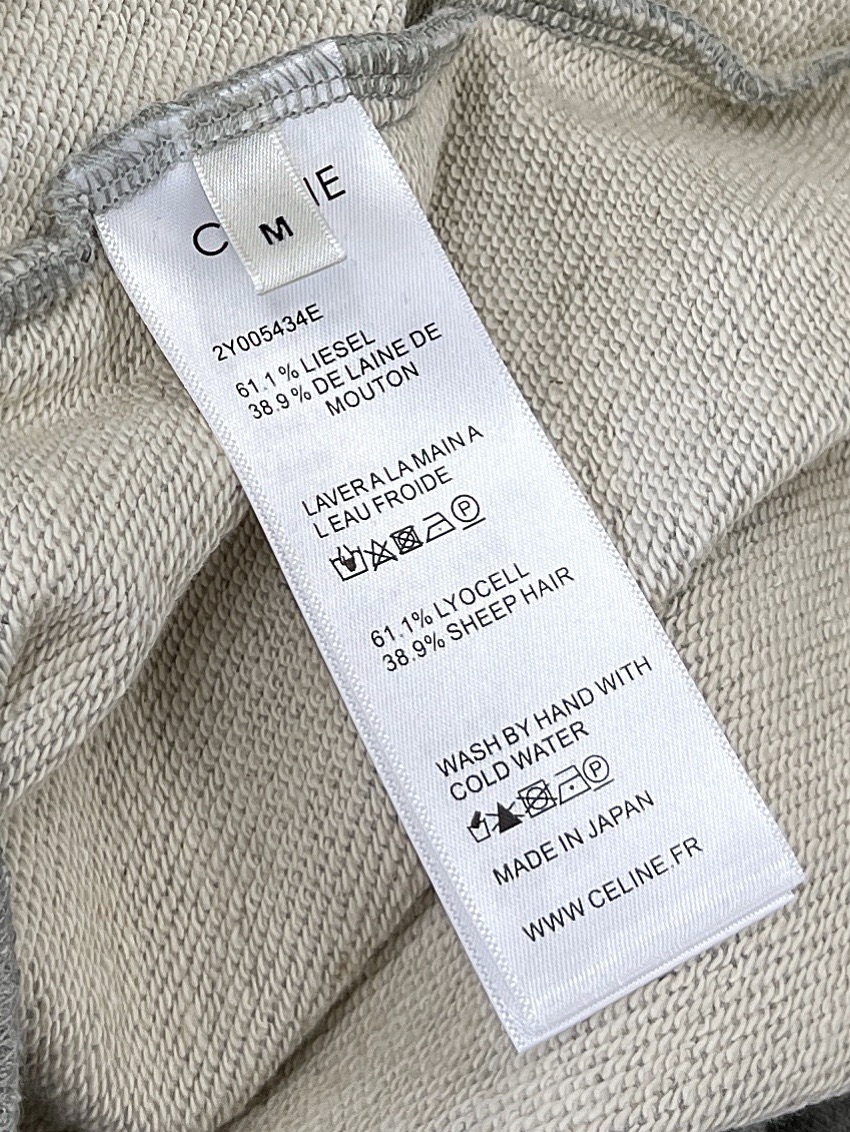 C IE
M
2Y005434E
61.1 % LIESEL
38.9 % DE LAINE DE
MOUTON
LAVER A LA MAIN A
L EAU FROIDE
P
61.1% LYOCELL
38.9% SHEEP HAIR
WASH BY HAND WITH
COLD WATER
P
MADE IN JAPAN
WWW CELINE.FR